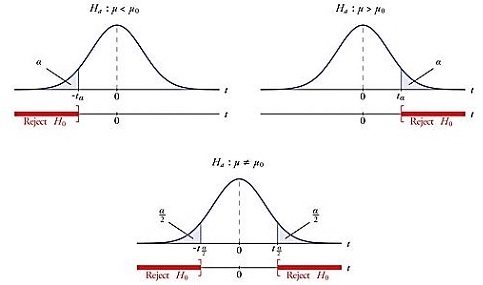 Hₐ : μ < μ₀
α
-tα
0
t
Reject H₀
0
t
Hₐ : μ > μ₀
α
0
tα
t
0
Reject H₀
t
Hₐ : μ ≠ μ₀
α/2
α/2
-tα/2
0
tα/2
t
Reject H₀
0
Reject H₀
t